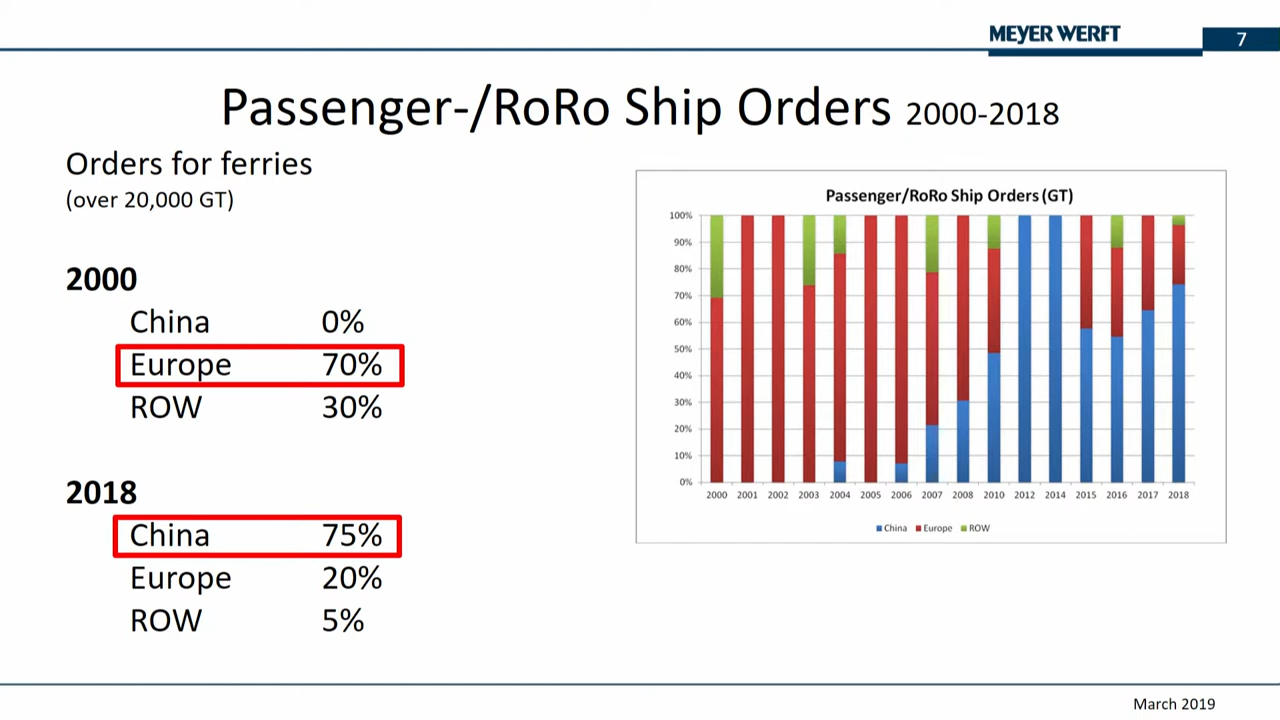 MEYER WERFT
7
Passenger-/RoRo Ship Orders 2000-2018
Orders for ferries
(over 20,000 GT)
2000
China 0%
Europe 70%
ROW 30%
2018
China 75%
Europe 20%
ROW 5%
Passenger/RoRo Ship Orders (GT)
100%
90%
80%
70%
60%
50%
40%
30%
20%
10%
0%
2000 2001 2002 2003 2004 2005 2006 2007 2008 2010 2012 2014 2015 2016 2017 2018
China Europe ROW
March 2019